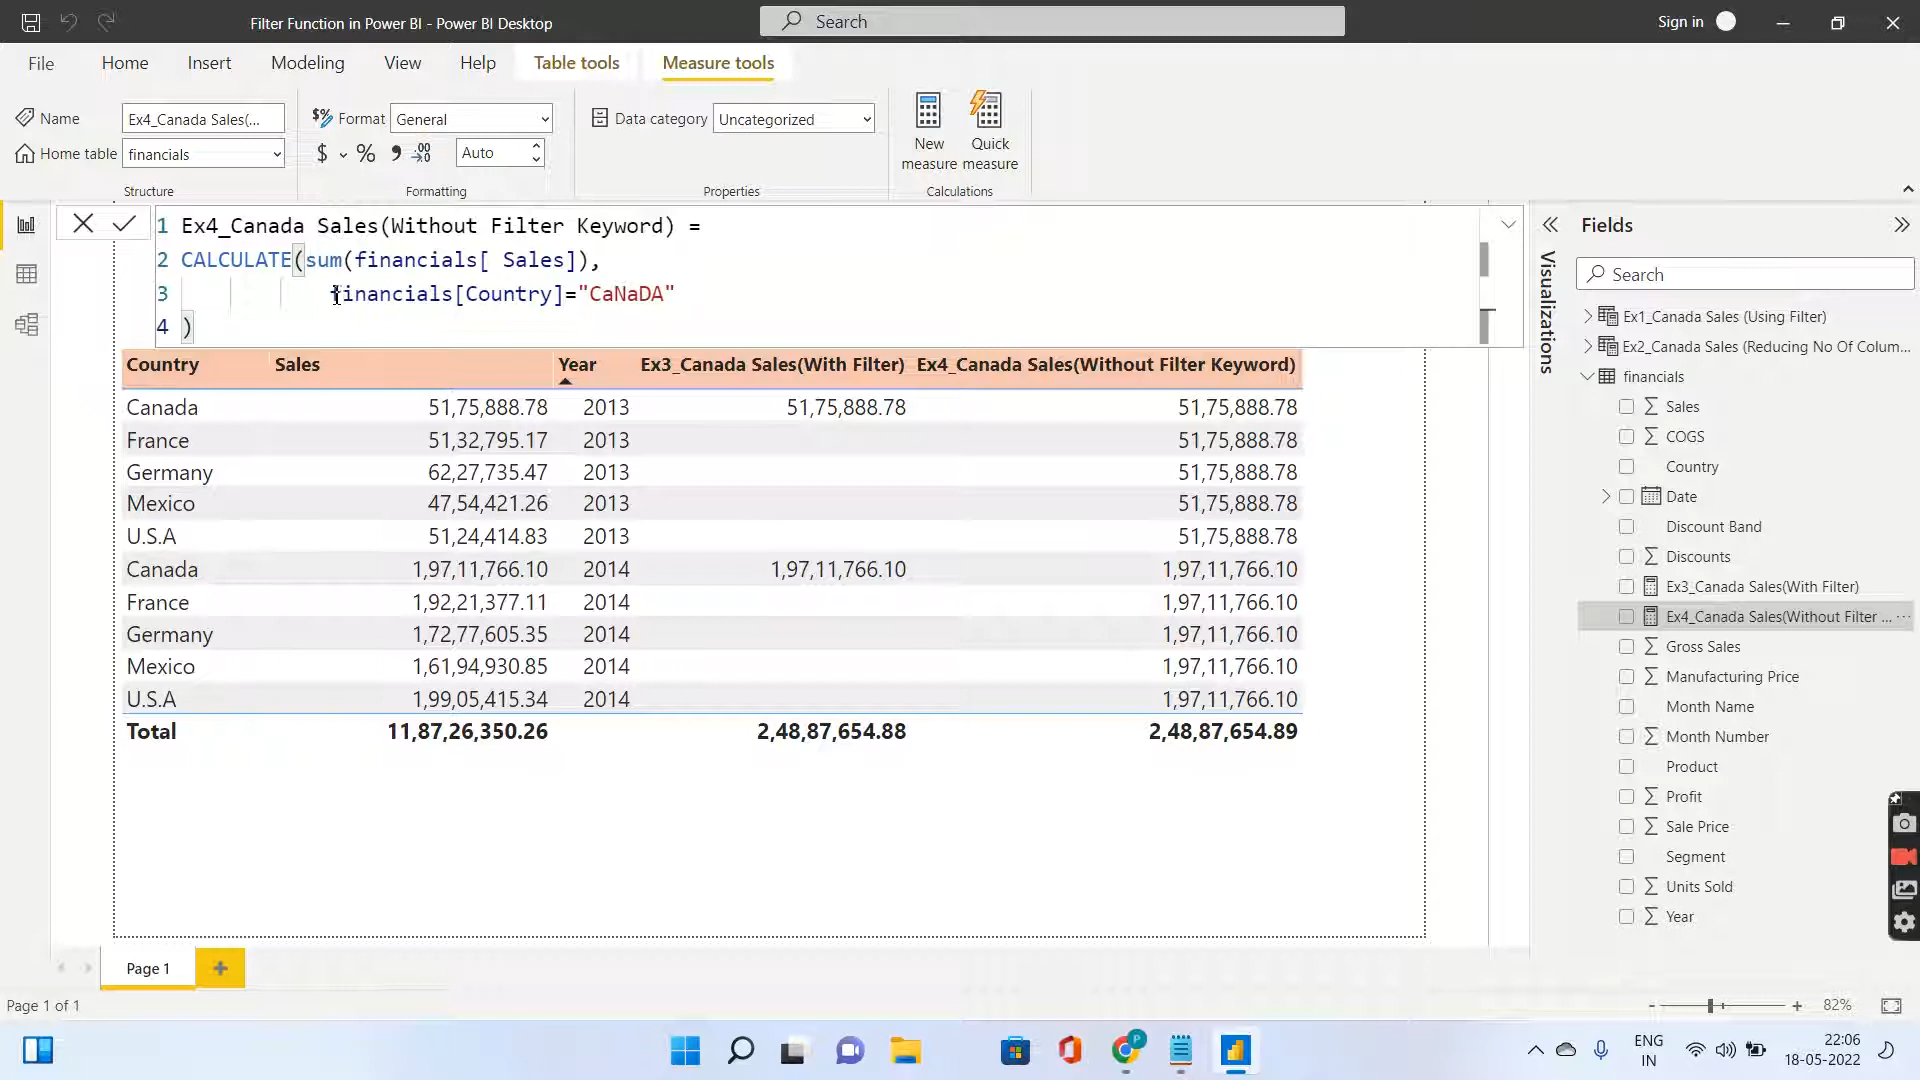 Filter Function in Power BI - Power BI Desktop
Search
Sign in
File Home Insert Modeling View Help Table tools Measure tools
Name Ex4_Canada Sales(...
Home table financials
Structure
Format General
$ % 9 .00 →.0 Auto
Formatting
Data category Uncategorized
Properties
New measure
Quick measure
Calculations
1 Ex4_Canada Sales(Without Filter Keyword) =
2 CALCULATE(sum(financials[ Sales]),
3 financials[Country]="CaNaDA"
4 )
Country Sales Year Ex3_Canada Sales(With Filter) Ex4_Canada Sales(Without Filter Keyword)
Canada 51,75,888.78 2013 51,75,888.78 51,75,888.78
France 51,32,795.17 2013 51,75,888.78
Germany 62,27,735.47 2013 51,75,888.78
Mexico 47,54,421.26 2013 51,75,888.78
U.S.A 51,24,414.83 2013 51,75,888.78
Canada 1,97,11,766.10 2014 1,97,11,766.10 1,97,11,766.10
France 1,92,21,377.11 2014 1,97,11,766.10
Germany 1,72,77,605.35 2014 1,97,11,766.10
Mexico 1,61,94,930.85 2014 1,97,11,766.10
U.S.A 1,99,05,415.34 2014 1,97,11,766.10
Total 11,87,26,350.26 2,48,87,654.88 2,48,87,654.89
Visualizations
Fields
Search
Ex1_Canada Sales (Using Filter)
Ex2_Canada Sales (Reducing No Of Colum...
financials
Sales
COGS
Country
Date
Discount Band
Discounts
Ex3_Canada Sales(With Filter)
Ex4_Canada Sales(Without Filter ...
Gross Sales
Manufacturing Price
Month Name
Month Number
Product
Profit
Sale Price
Segment
Units Sold
Year
Page 1
Page 1 of 1
- + 82%
ENG
IN
22:06
18-05-2022